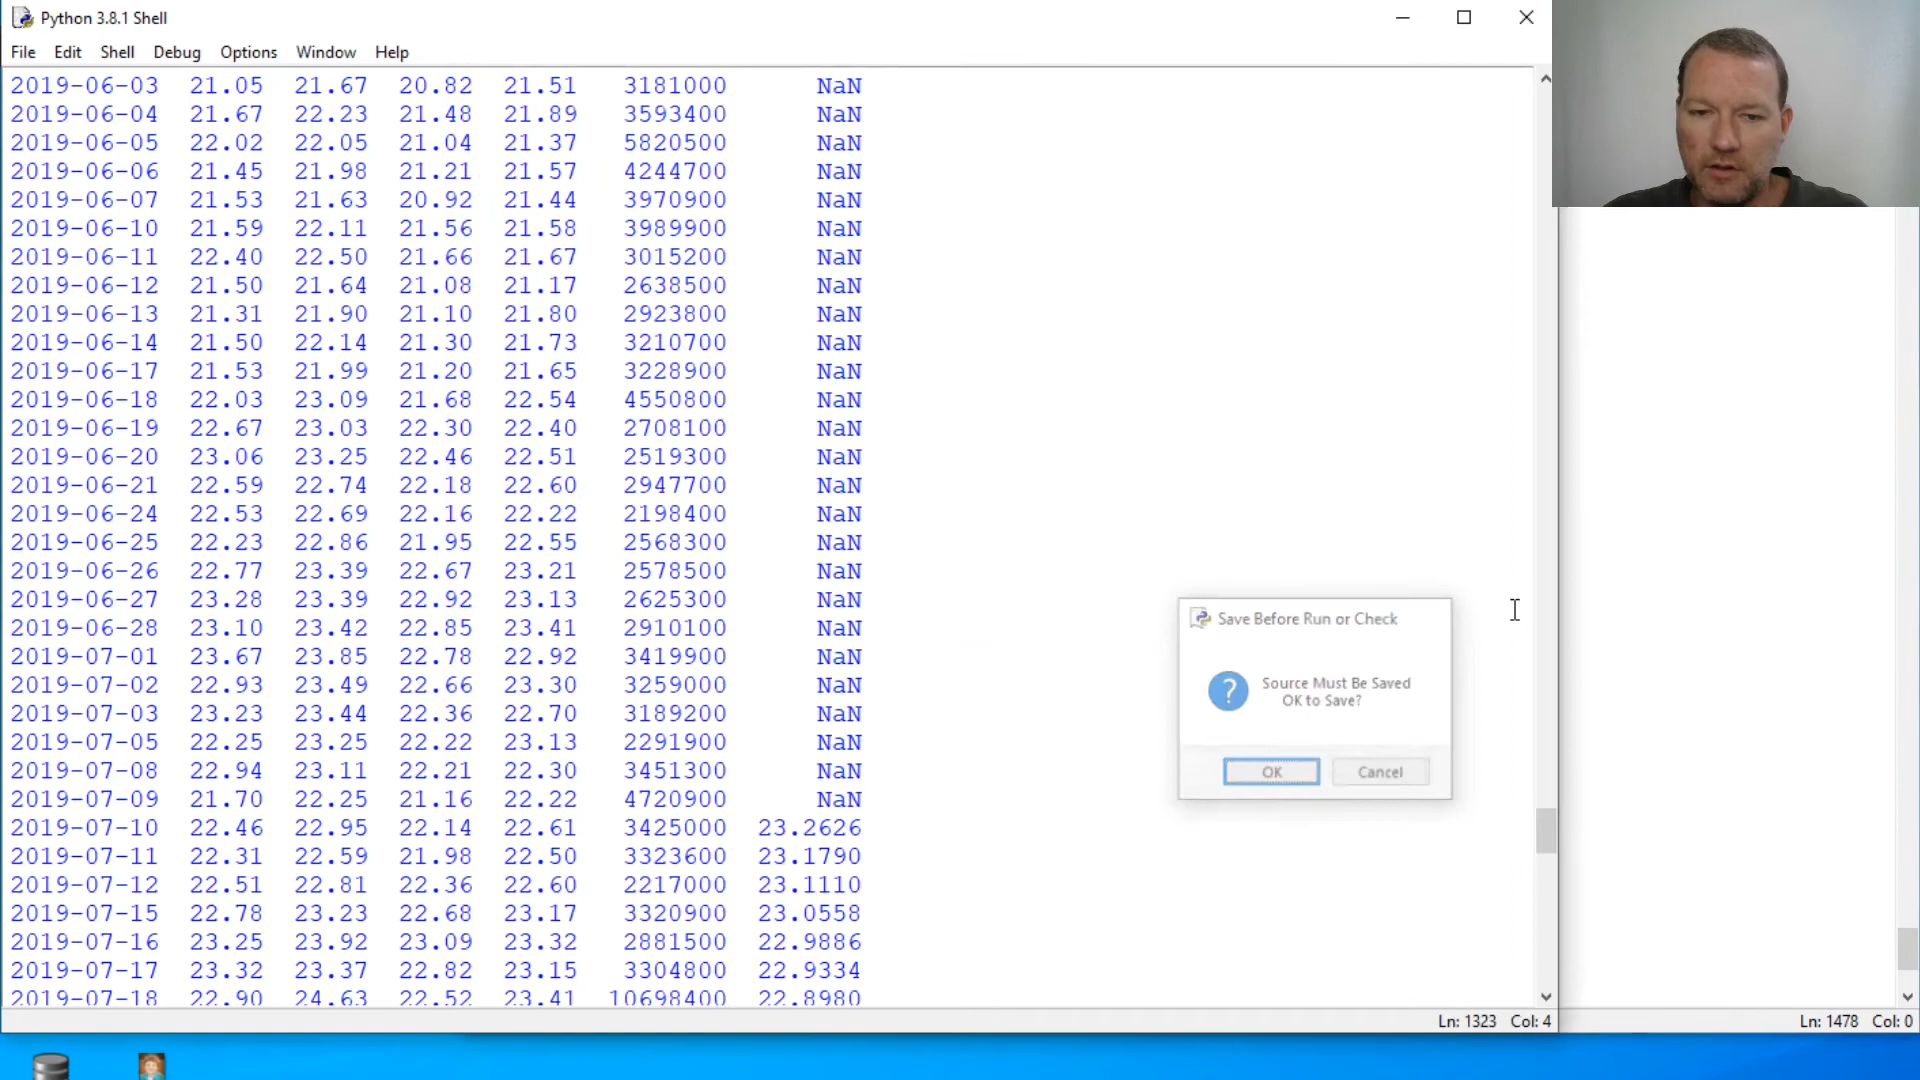 Python 3.8.1 Shell
File Edit Shell Debug Options Window Help
2019-06-03 21.05 21.67 20.82 21.51 3181000 NaN
2019-06-04 21.67 22.23 21.48 21.89 3593400 NaN
2019-06-05 22.02 22.05 21.04 21.37 5820500 NaN
2019-06-06 21.45 21.98 21.21 21.57 4244700 NaN
2019-06-07 21.53 21.63 20.92 21.44 3970900 NaN
2019-06-10 21.59 22.11 21.56 21.58 3989900 NaN
2019-06-11 22.40 22.50 21.66 21.67 3015200 NaN
2019-06-12 21.50 21.64 21.08 21.17 2638500 NaN
2019-06-13 21.31 21.90 21.10 21.80 2923800 NaN
2019-06-14 21.50 22.14 21.30 21.73 3210700 NaN
2019-06-17 21.53 21.99 21.20 21.65 3228900 NaN
2019-06-18 22.03 23.09 21.68 22.54 4550800 NaN
2019-06-19 22.67 23.03 22.30 22.40 2708100 NaN
2019-06-20 23.06 23.25 22.46 22.51 2519300 NaN
2019-06-21 22.59 22.74 22.18 22.60 2947700 NaN
2019-06-24 22.53 22.69 22.16 22.22 2198400 NaN
2019-06-25 22.23 22.86 21.95 22.55 2568300 NaN
2019-06-26 22.77 23.39 22.67 23.21 2578500 NaN
2019-06-27 23.28 23.39 22.92 23.13 2625300 NaN
2019-06-28 23.10 23.42 22.85 23.41 2910100 NaN
2019-07-01 23.67 23.85 22.78 22.92 3419900 NaN
2019-07-02 22.93 23.49 22.66 23.30 3259000 NaN
2019-07-03 23.23 23.44 22.36 22.70 3189200 NaN
2019-07-05 22.25 23.25 22.22 23.13 2291900 NaN
2019-07-08 22.94 23.11 22.21 22.30 3451300 NaN
2019-07-09 21.70 22.25 21.16 22.22 4720900 NaN
2019-07-10 22.46 22.95 22.14 22.61 3425000 23.2626
2019-07-11 22.31 22.59 21.98 22.50 3323600 23.1790
2019-07-12 22.51 22.81 22.36 22.60 2217000 23.1110
2019-07-15 22.78 23.23 22.68 23.17 3320900 23.0558
2019-07-16 23.25 23.92 23.09 23.32 2881500 22.9886
2019-07-17 23.32 23.37 22.82 23.15 3304800 22.9334
2019-07-18 22.90 24.63 22.52 23.41 10698400 22.8980
Save Before Run or Check
Source Must Be Saved
OK to Save?
OK Cancel
Ln: 1323 Col: 4
Ln: 1478 Col: 0